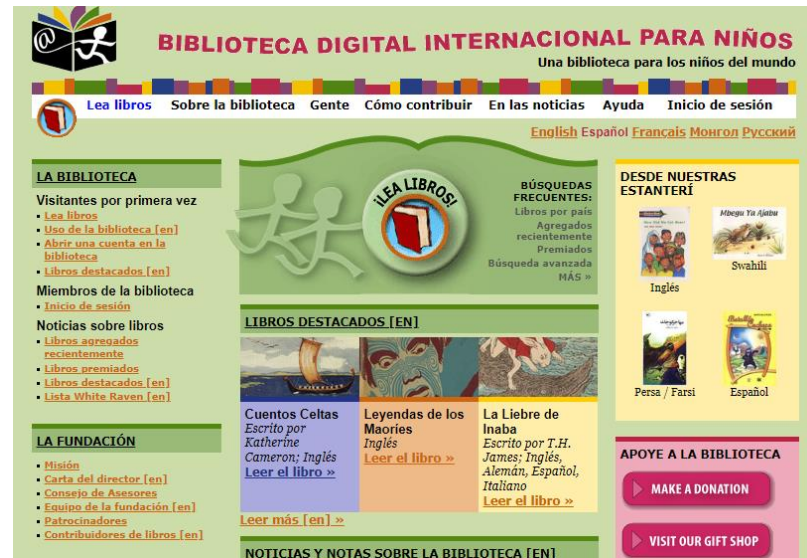 @
BIBLIOTECA DIGITAL INTERNACIONAL PARA NIÑOS
Una biblioteca para los niños del mundo
Lea libros Sobre la biblioteca Gente Cómo contribuir En las noticias Ayuda Inicio de sesión
English Español Français Монгол Русский
LA BIBLIOTECA
Visitantes por primera vez
Lea libros
Uso de la biblioteca [en]
Abrir una cuenta en la
biblioteca
Libros destacados [en]
Miembros de la biblioteca
Inicio de sesión
Noticias sobre libros
Libros agregados
recientemente
Libros premiados
Libros destacados [en]
Lista White Raven [en]
LA FUNDACIÓN
Misión
Carta del director [en]
Consejo de Asesores
Equipo de la fundación [en]
Patrocinadores
Contribuidores de libros [en]
¡LEA LIBROS!
BÚSQUEDAS
FRECUENTES:
Libros por país
Agregados
recientemente
Premiados
Búsqueda avanzada
MÁS »
LIBROS DESTACADOS [EN]
Cuentos Celtas
Escrito por
Katherine
Cameron; Inglés
Leer el libro »
Leyendas de los
Maories
Inglés
Leer el libro »
La Liebre de
Inaba
Escrito por T.H.
James; Inglés,
Alemán, Español,
Italiano
Leer el libro »
Leer más [en] »
NOTICIAS Y NOTAS SOBRE LA BIBLIOTECA [EN]
DESDE NUESTRAS
ESTANTERÍ
Inglés
Mbegu Ya Ajabu
Swahili
Persa / Farsi
Español
APOYE A LA BIBLIOTECA
MAKE A DONATION
VISIT OUR GIFT SHOP